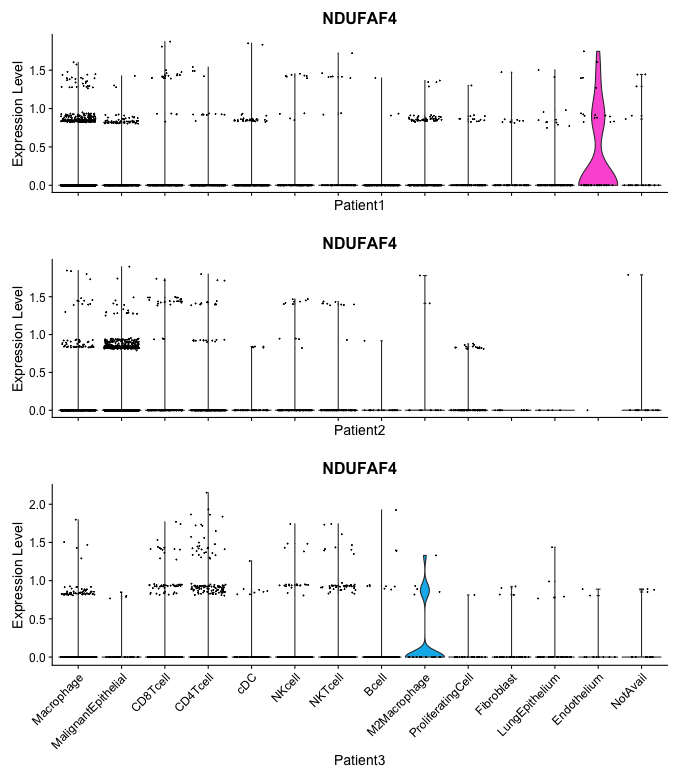 NDUFAF4
Expression Level
1.5
1.0
0.5
0.0
Patient1
NDUFAF4
Expression Level
1.5
1.0
0.5
0.0
Patient2
NDUFAF4
Expression Level
2.0
1.5
1.0
0.5
0.0
Macrophage
MalignantEpithelial
CD8Tcell
CD4Tcell
cDC
NKcell
NKTcell
Bcell
M2Macrophage
ProliferatingCell
Fibroblast
LungEpithelium
Endothelium
NotAvail
Patient3